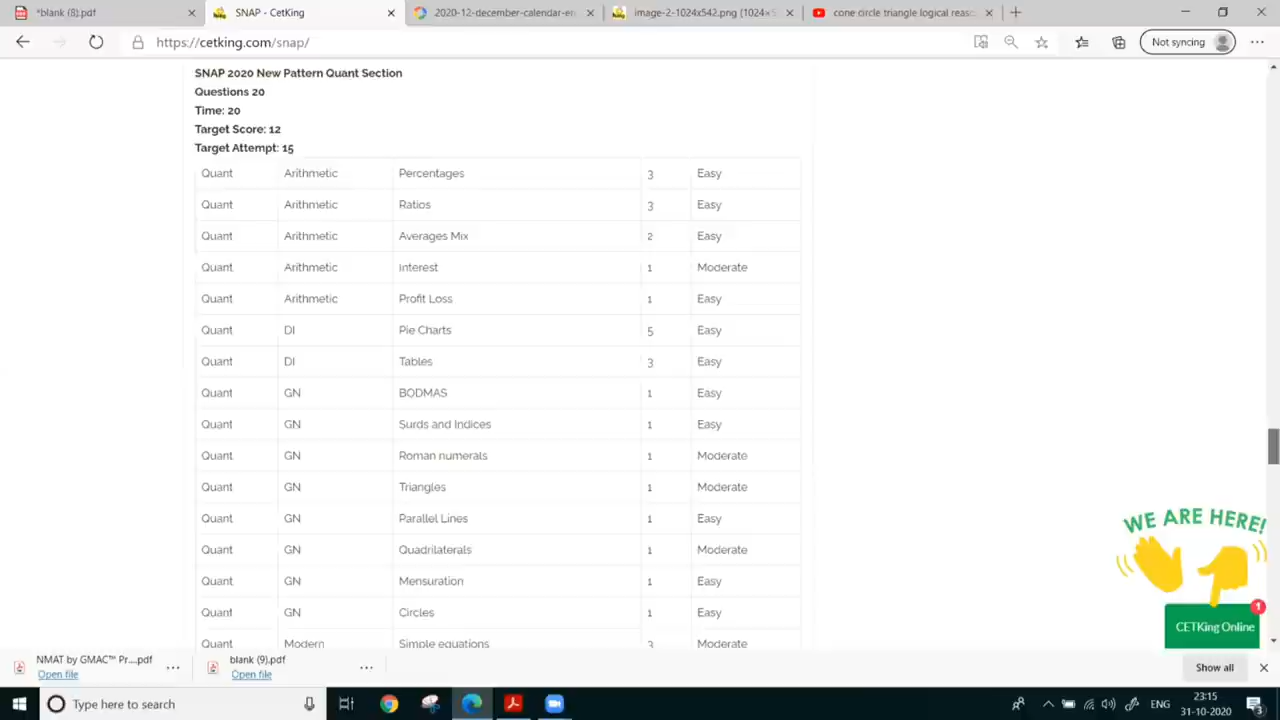 *blank (8).pdf
SNAP - CetKing
2020-12-december-calendar-en
image-2-1024x542.png (1024×5
cone circle triangle logical reaso
https://cetking.com/snap/
Not syncing
SNAP 2020 New Pattern Quant Section
Questions 20
Time: 20
Target Score: 12
Target Attempt: 15
Quant Arithmetic Percentages 3 Easy
Quant Arithmetic Ratios 3 Easy
Quant Arithmetic Averages Mix 2 Easy
Quant Arithmetic Interest 1 Moderate
Quant Arithmetic Profit Loss 1 Easy
Quant DI Pie Charts 5 Easy
Quant DI Tables 3 Easy
Quant GN BODMAS 1 Easy
Quant GN Surds and Indices 1 Easy
Quant GN Roman numerals 1 Moderate
Quant GN Triangles 1 Moderate
Quant GN Parallel Lines 1 Easy
Quant GN Quadrilaterals 1 Moderate
Quant GN Mensuration 1 Easy
Quant GN Circles 1 Easy
Quant Modern Simple equations 3 Moderate
WE ARE HERE!
1
CETKing Online
NMAT by GMAC™ Pr....pdf
Open file
blank (9).pdf
Open file
Show all
Type here to search
ENG
23:15
31-10-2020
3